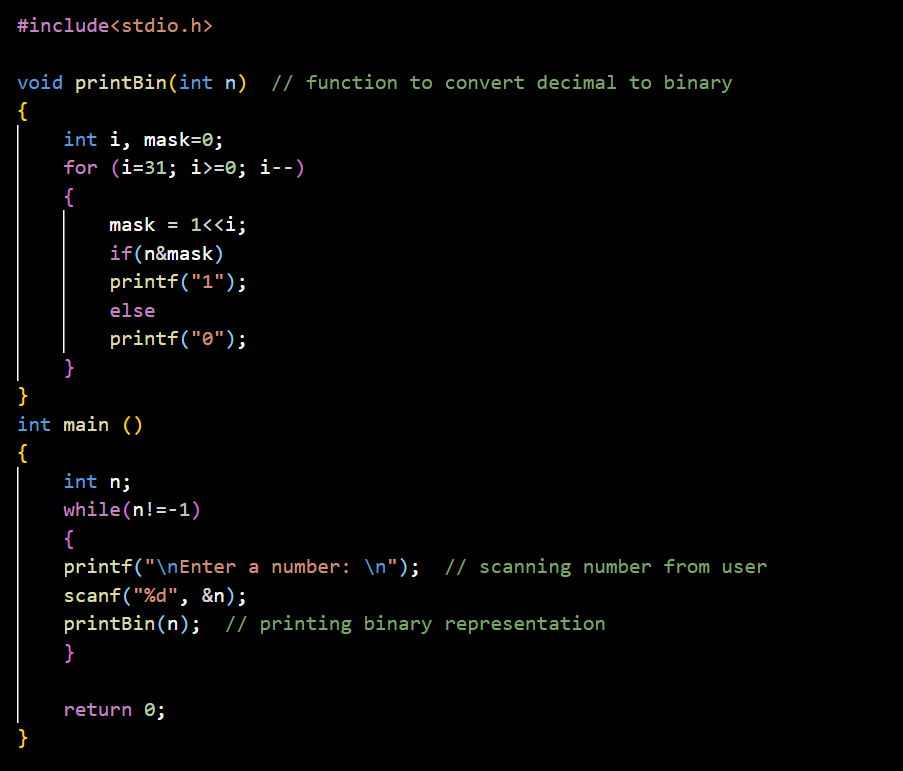 #include<stdio.h>
void printBin(int n)  // function to convert decimal to binary
{
    int i, mask=0;
    for (i=31; i>=0; i--)
    {
        mask = 1<<i;
        if(n&mask)
        printf("1");
        else
        printf("0");
    }
}
int main ()
{
    int n;
    while(n!=-1)
    {
    printf("\nEnter a number: \n");  // scanning number from user
    scanf("%d", &n);
    printBin(n);  // printing binary representation
    }
    return 0;
}